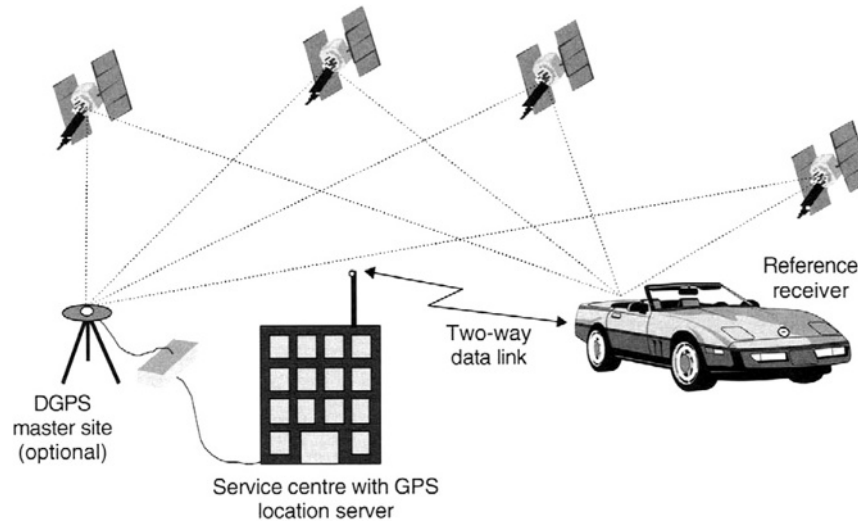 Reference
receiver
Two-way
data link
DGPS
master site
(optional)
Service centre with GPS
location server